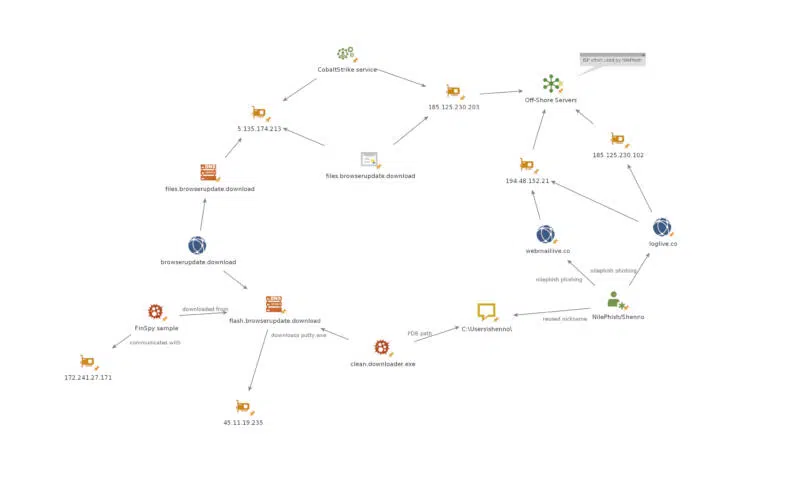 ISP often used by NilePhish
CobaltStrike service
185.125.230.203
Off-Shore Servers
5.135.174.213
files.browserupdate.download
files.browserupdate.download
194.48.152.21
185.125.230.102
browserupdate.download
webmaillive.co
loglive.co
nilephish phishing
nilephish phishing
FinSpy sample
downloaded from
communicates with
flash.browserupdate.download
downloads putty.exe
PDB path
C:\Users\shenno\
reused nickname
NilePhish/Shenno
172.241.27.171
clean.downloader.exe
45.11.19.235